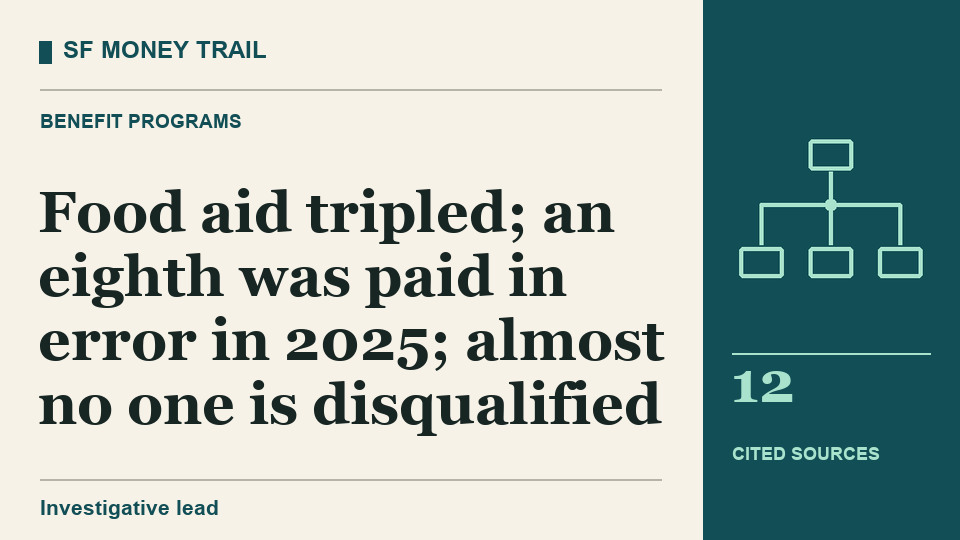 SF MONEY TRAIL
BENEFIT PROGRAMS
Food aid tripled; an
eighth was paid in
error in 2025; almost
no one is disqualified
Investigative lead
12
CITED SOURCES